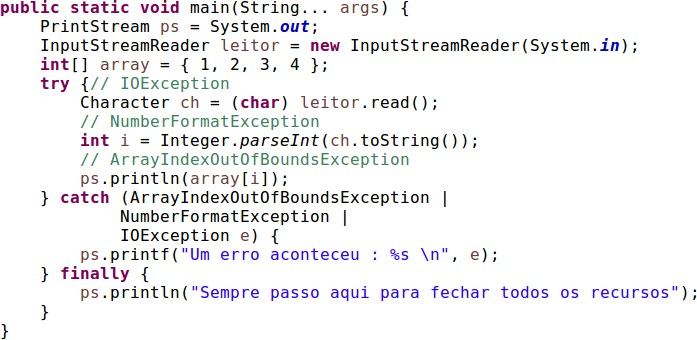 public static void main(String... args) {
    PrintStream ps = System.out;
    InputStreamReader leitor = new InputStreamReader(System.in);
    int[] array = { 1, 2, 3, 4 };
    try {// IOException
        Character ch = (char) leitor.read();
        // NumberFormatException
        int i = Integer.parseInt(ch.toString());
        // ArrayIndexOutOfBoundsException
        ps.println(array[i]);
    } catch (ArrayIndexOutOfBoundsException |
            NumberFormatException |
            IOException e) {
        ps.printf("Um erro aconteceu : %s \n", e);
    } finally {
        ps.println("Sempre passo aqui para fechar todos os recursos");
    }
}